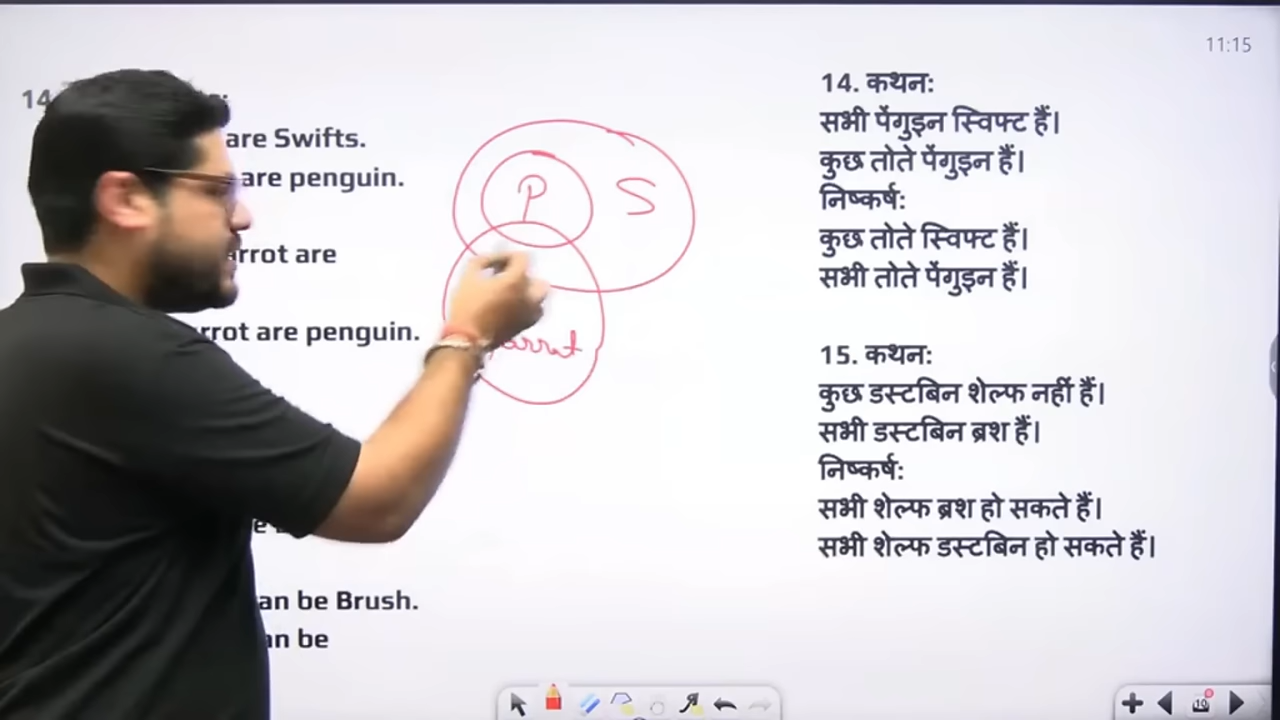 11:15
14
are Swifts.
are penguin.
rrot are
rrot are penguin.
an be Brush.
n be
P
S
arrot
14. कथन:
सभी पेंगुइन स्विफ्ट हैं।
कुछ तोते पेंगुइन हैं।
निष्कर्ष:
कुछ तोते स्विफ्ट हैं।
सभी तोते पेंगुइन हैं।
15. कथन:
कुछ डस्टबिन शेल्फ नहीं हैं।
सभी डस्टबिन ब्रश हैं।
निष्कर्ष:
सभी शेल्फ ब्रश हो सकते हैं।
सभी शेल्फ डस्टबिन हो सकते हैं।
10